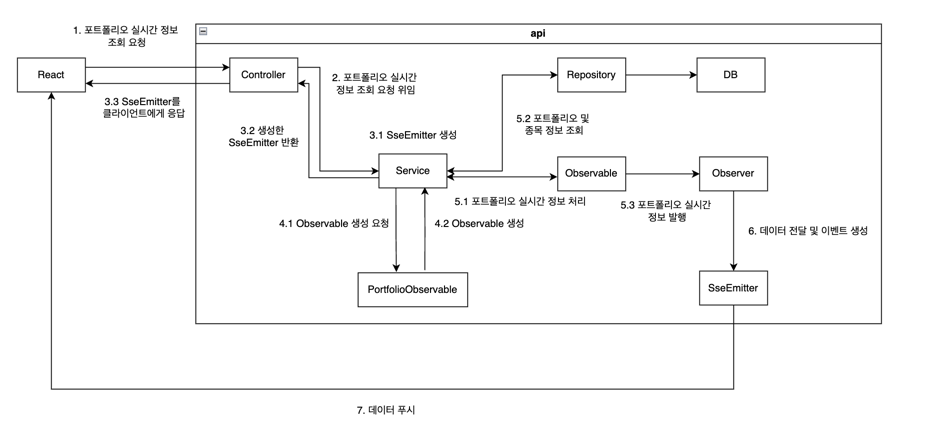 1. 포트폴리오 실시간 정보
조회 요청
api
React
Controller
Repository
DB
2. 포트폴리오 실시간
정보 조회 요청 위임
3.3 SseEmitter를
클라이언트에게 응답
3.2 생성한
SseEmitter 반환
3.1 SseEmitter 생성
5.2 포트폴리오 및
종목 정보 조회
Service
Observable
Observer
5.1 포트폴리오 실시간 정보 처리
5.3 포트폴리오 실시간
정보 발행
4.1 Observable 생성 요청
4.2 Observable 생성
6. 데이터 전달 및 이벤트 생성
PortfolioObservable
SseEmitter
7. 데이터 푸시